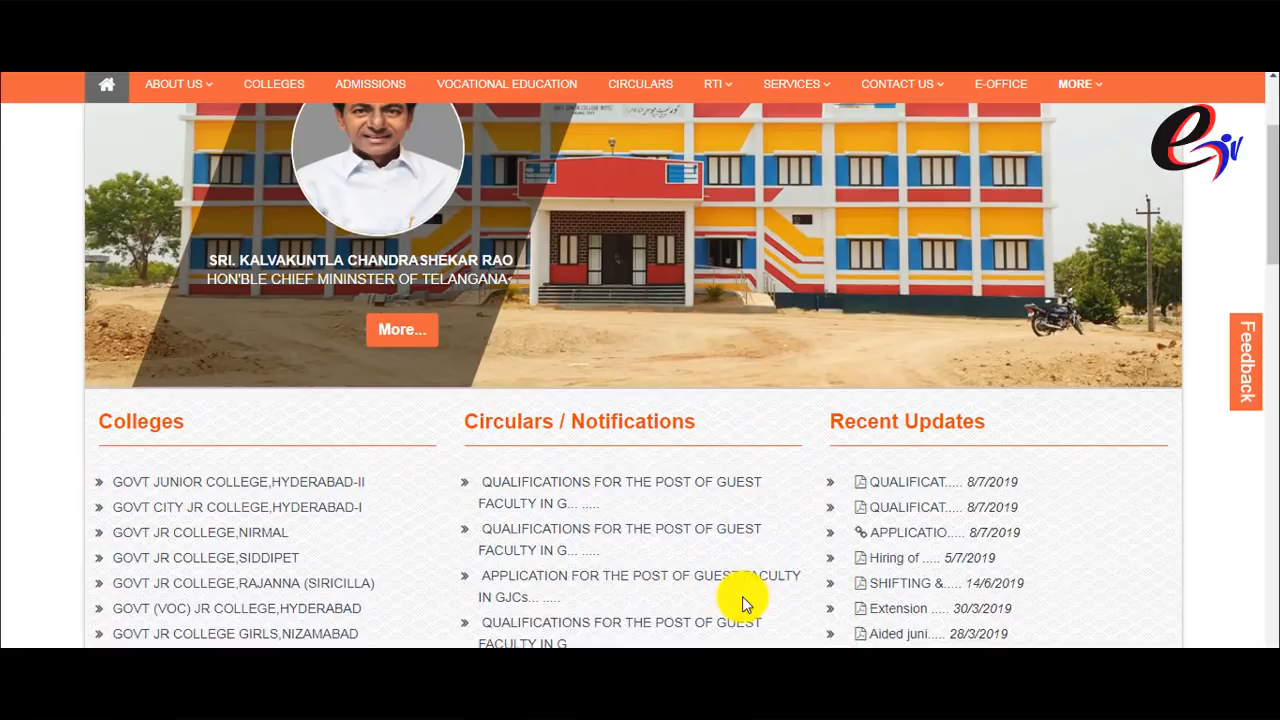 ABOUT US
COLLEGES
ADMISSIONS
VOCATIONAL EDUCATION
CIRCULARS
RTI
SERVICES
CONTACT US
E-OFFICE
MORE
SRI. KALVAKUNTLA CHANDRASHEKAR RAO
HON'BLE CHIEF MININSTER OF TELANGANA<
More...
Feedback
Colleges
GOVT JUNIOR COLLEGE,HYDERABAD-II
GOVT CITY JR COLLEGE,HYDERABAD-I
GOVT JR COLLEGE,NIRMAL
GOVT JR COLLEGE,SIDDIPET
GOVT JR COLLEGE,RAJANNA (SIRICILLA)
GOVT (VOC) JR COLLEGE,HYDERABAD
GOVT JR COLLEGE GIRLS,NIZAMABAD
Circulars / Notifications
QUALIFICATIONS FOR THE POST OF GUEST
FACULTY IN G... .....
QUALIFICATIONS FOR THE POST OF GUEST
FACULTY IN G... .....
APPLICATION FOR THE POST OF GUEST FACULTY
IN GJCs... .....
QUALIFICATIONS FOR THE POST OF GUEST
FACULTY IN G
Recent Updates
QUALIFICAT..... 8/7/2019
QUALIFICAT..... 8/7/2019
APPLICATIO..... 8/7/2019
Hiring of ..... 5/7/2019
SHIFTING &..... 14/6/2019
Extension ..... 30/3/2019
Aided juni..... 28/3/2019